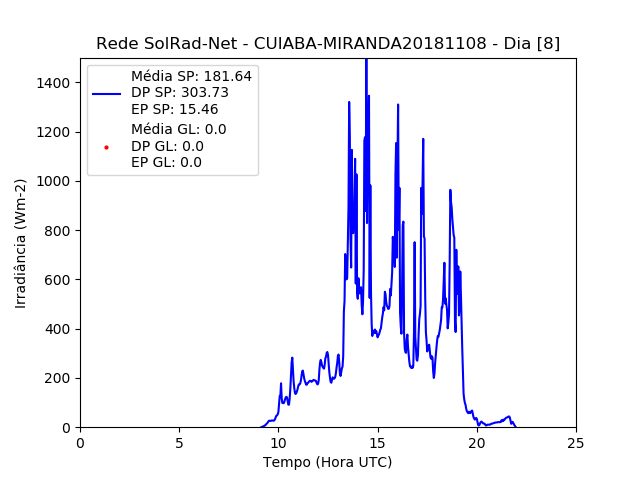 Rede SolRad-Net - CUIABA-MIRANDA20181108 - Dia [8]
Média SP: 181.64
DP SP: 303.73
EP SP: 15.46
Média GL: 0.0
DP GL: 0.0
EP GL: 0.0
Irradiância (Wm-2)
1400
1200
1000
800
600
400
200
0
0 5 10 15 20 25
Tempo (Hora UTC)